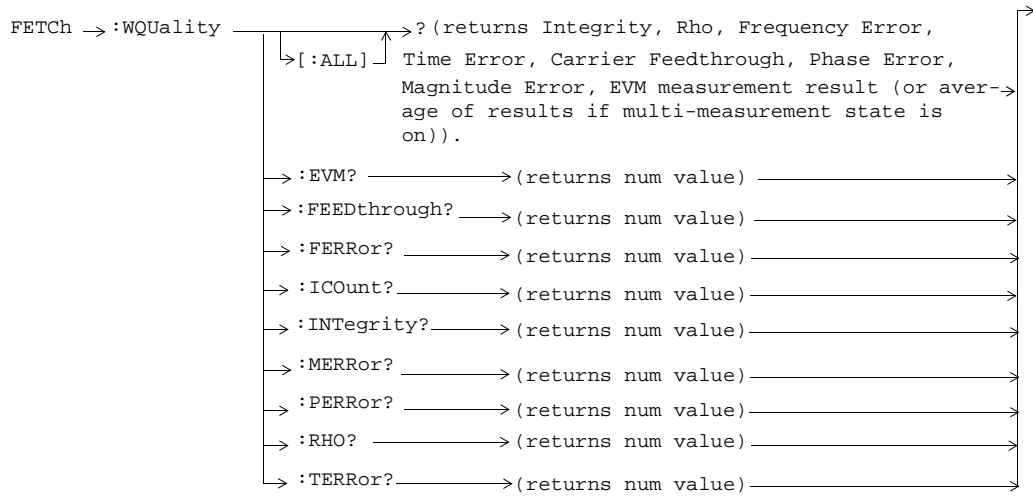 FETCh :WQUality ? (returns Integrity, Rho, Frequency Error,
[:ALL] Time Error, Carrier Feedthrough, Phase Error,
Magnitude Error, EVM measurement result (or aver-
age of results if multi-measurement state is
on)).
:EVM? (returns num value)
:FEEDthrough? (returns num value)
:FERRor? (returns num value)
:ICOunt? (returns num value)
:INTegrity? (returns num value)
:MERRor? (returns num value)
:PERRor? (returns num value)
:RHO? (returns num value)
:TERRor? (returns num value)